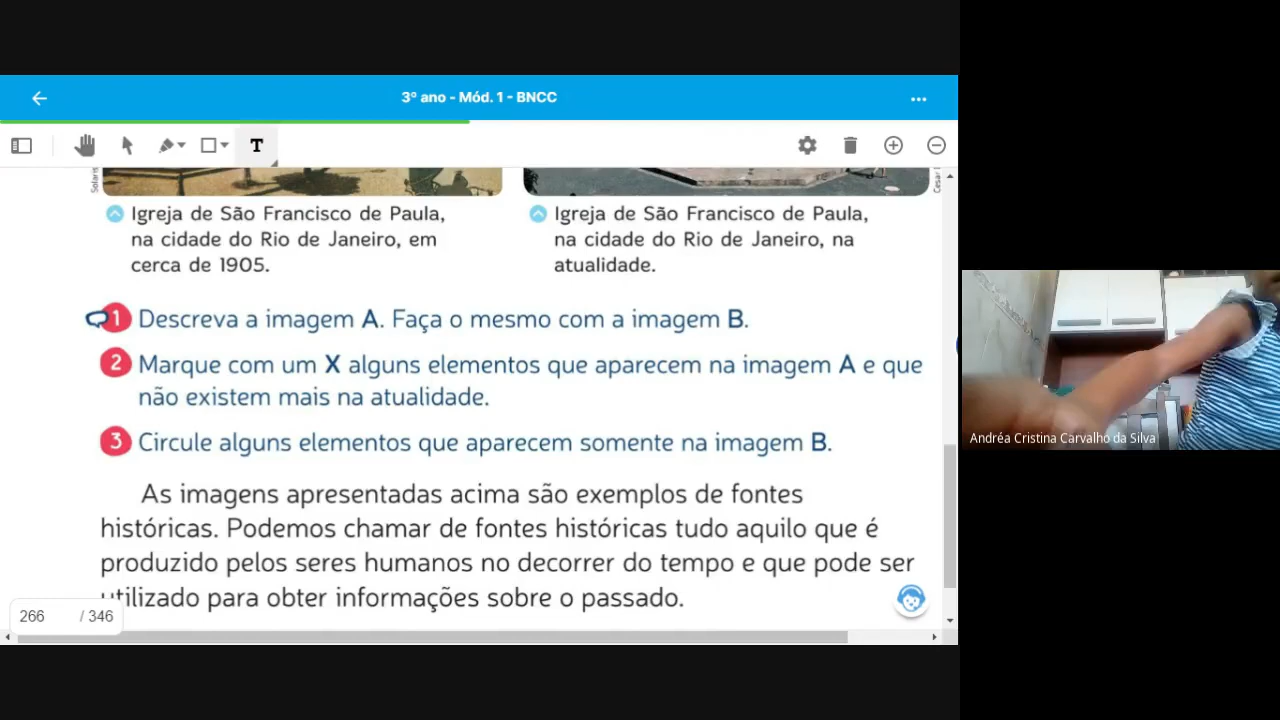 3º ano - Mód. 1 - BNCC
T
Igreja de São Francisco de Paula,
na cidade do Rio de Janeiro, em
cerca de 1905.
Igreja de São Francisco de Paula,
na cidade do Rio de Janeiro, na
atualidade.
1 Descreva a imagem A. Faça o mesmo com a imagem B.
2 Marque com um X alguns elementos que aparecem na imagem A e que
não existem mais na atualidade.
3 Circule alguns elementos que aparecem somente na imagem B.
As imagens apresentadas acima são exemplos de fontes
históricas. Podemos chamar de fontes históricas tudo aquilo que é
produzido pelos seres humanos no decorrer do tempo e que pode ser
utilizado para obter informações sobre o passado.
266 / 346
Andréa Cristina Carvalho da Silva